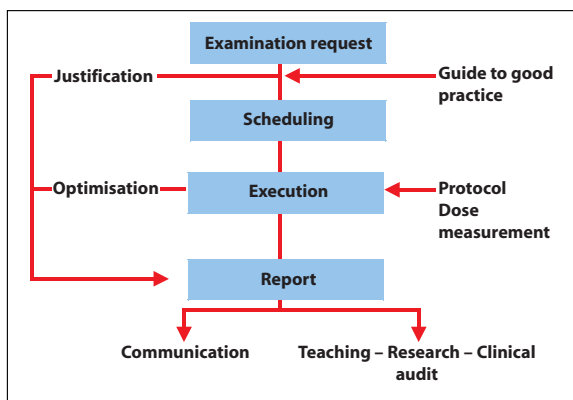 Examination request
Justification
Guide to good
practice
Scheduling
Optimisation
Execution
Protocol
Dose
measurement
Report
Communication
Teaching – Research – Clinical
audit